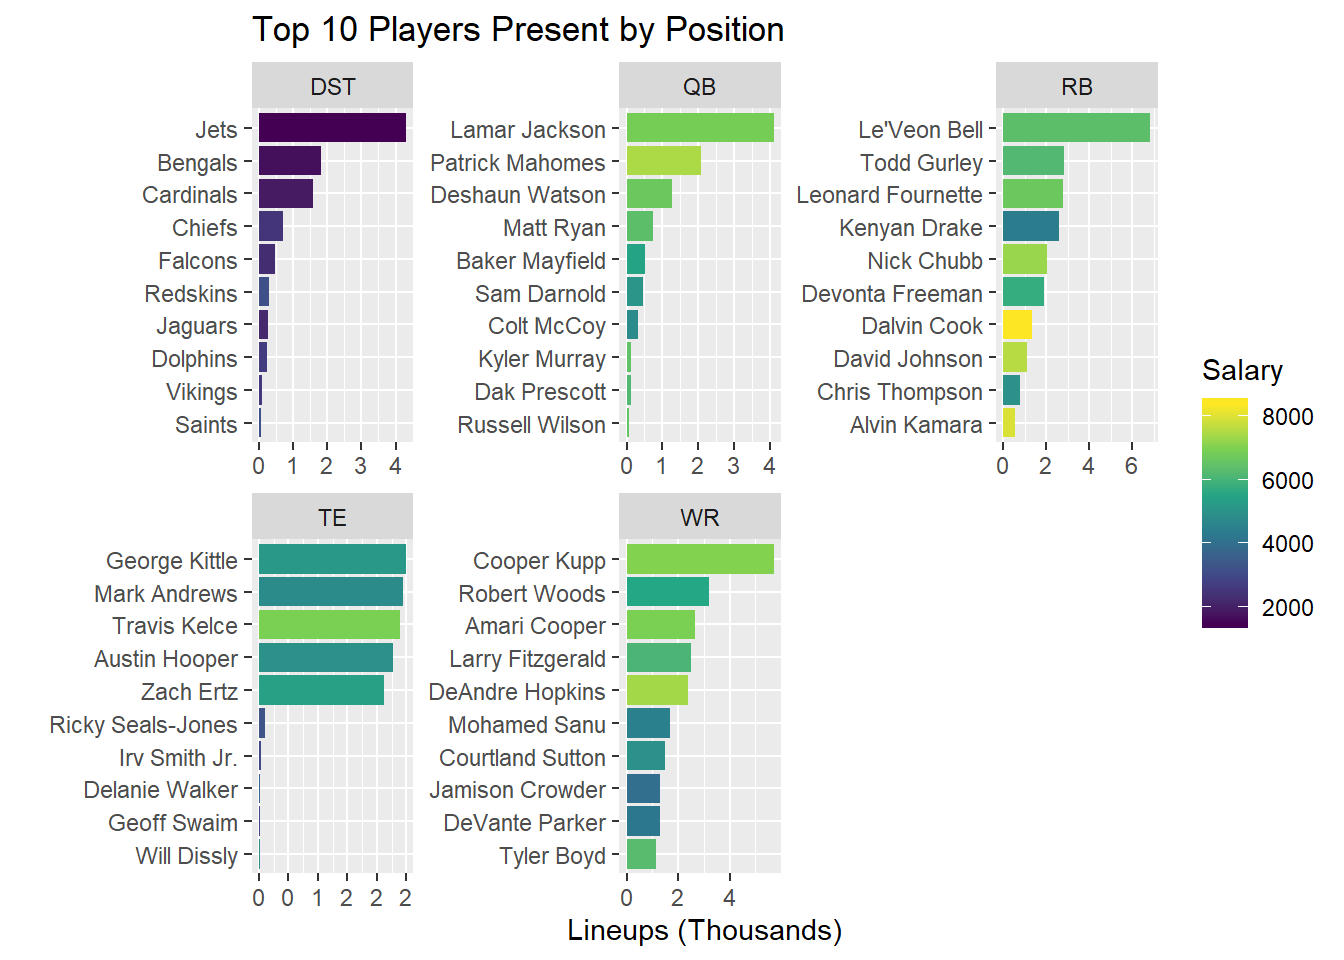 Top 10 Players Present by Position
DST
Jets
Bengals
Cardinals
Chiefs
Falcons
Redskins
Jaguars
Dolphins
Vikings
Saints
0 1 2 3 4
QB
Lamar Jackson
Patrick Mahomes
Deshaun Watson
Matt Ryan
Baker Mayfield
Sam Darnold
Colt McCoy
Kyler Murray
Dak Prescott
Russell Wilson
0 1 2 3 4
RB
Le'Veon Bell
Todd Gurley
Leonard Fournette
Kenyan Drake
Nick Chubb
Devonta Freeman
Dalvin Cook
David Johnson
Chris Thompson
Alvin Kamara
0 2 4 6
TE
George Kittle
Mark Andrews
Travis Kelce
Austin Hooper
Zach Ertz
Ricky Seals-Jones
Irv Smith Jr.
Delanie Walker
Geoff Swaim
Will Dissly
0 0 1 2 2 2
WR
Cooper Kupp
Robert Woods
Amari Cooper
Larry Fitzgerald
DeAndre Hopkins
Mohamed Sanu
Courtland Sutton
Jamison Crowder
DeVante Parker
Tyler Boyd
0 2 4
Lineups (Thousands)
Salary
8000
6000
4000
2000